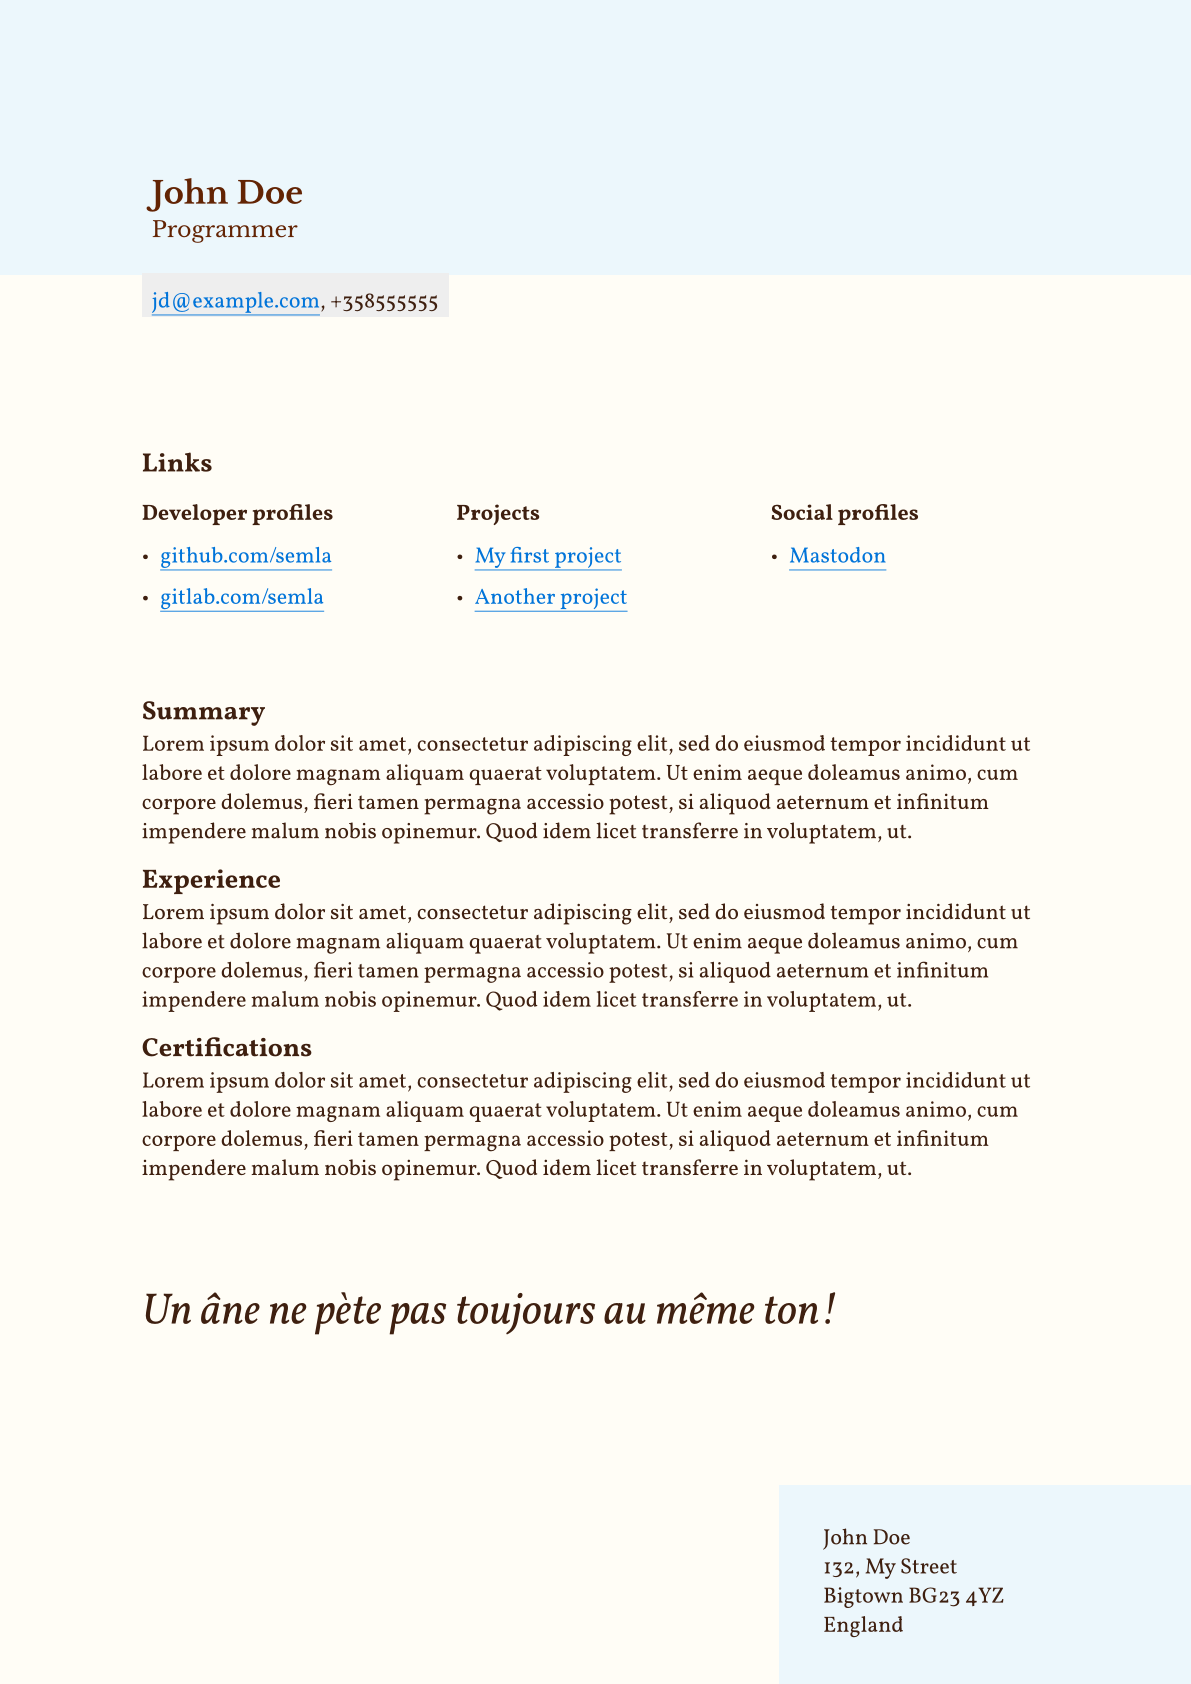 John Doe
Programmer
jd@example.com, +358555555
Links
Developer profiles
• github.com/semla
• gitlab.com/semla
Projects
• My first project
• Another project
Social profiles
• Mastodon
Summary
Lorem ipsum dolor sit amet, consectetur adipiscing elit, sed do eiusmod tempor incididunt ut
labore et dolore magnam aliquam quaerat voluptatem. Ut enim aeque doleamus animo, cum
corpore dolemus, fieri tamen permagna accessio potest, si aliquod aeternum et infinitum
impendere malum nobis opinemur. Quod idem licet transferre in voluptatem, ut.
Experience
Lorem ipsum dolor sit amet, consectetur adipiscing elit, sed do eiusmod tempor incididunt ut
labore et dolore magnam aliquam quaerat voluptatem. Ut enim aeque doleamus animo, cum
corpore dolemus, fieri tamen permagna accessio potest, si aliquod aeternum et infinitum
impendere malum nobis opinemur. Quod idem licet transferre in voluptatem, ut.
Certifications
Lorem ipsum dolor sit amet, consectetur adipiscing elit, sed do eiusmod tempor incididunt ut
labore et dolore magnam aliquam quaerat voluptatem. Ut enim aeque doleamus animo, cum
corpore dolemus, fieri tamen permagna accessio potest, si aliquod aeternum et infinitum
impendere malum nobis opinemur. Quod idem licet transferre in voluptatem, ut.
Un âne ne pète pas toujours au même ton !
John Doe
132, My Street
Bigtown BG23 4YZ
England